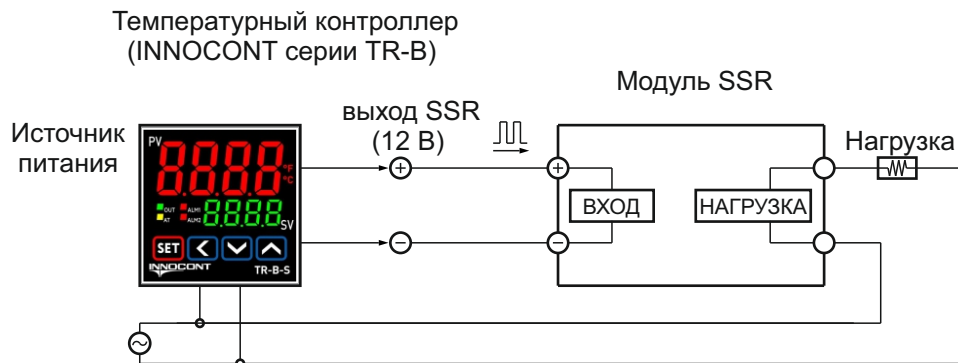 Температурный контроллер
(INNOCONT серии TR-B)
Модуль SSR
выход SSR
(12 В)
Источник
питания
Нагрузка
PV
8.8.8.8
°F
°C
OUT
ALM1
AT
ALM2
8.8.8.8
SV
SET
INNOCONT
TR-B-S
+
+
ВХОД
НАГРУЗКА
−
−